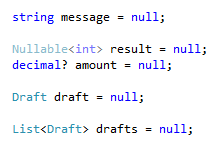 string message = null;
Nullable<int> result = null;
decimal? amount = null;
Draft draft = null;
List<Draft> drafts = null;